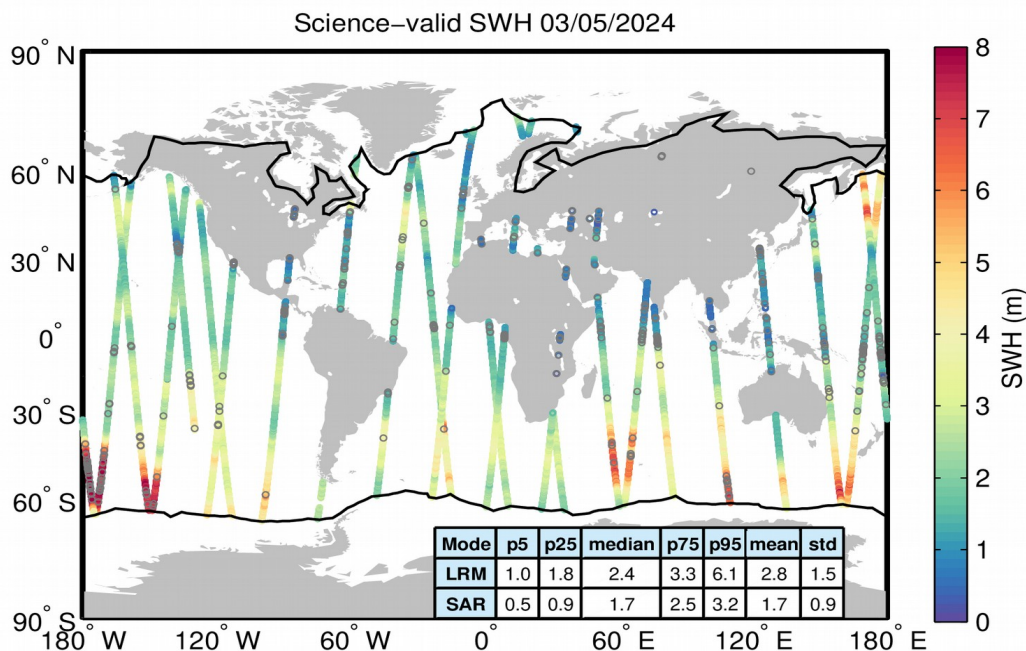 Science−valid SWH 03/05/2024
90° N
60° N
30° N
0°
30° S
60° S
90° S
180° W
120° W
60° W
0°
60° E
120° E
180° E
Mode p5 p25 median p75 p95 mean std
LRM 1.0 1.8 2.4 3.3 6.1 2.8 1.5
SAR 0.5 0.9 1.7 2.5 3.2 1.7 0.9
8
7
6
5
4
3
2
1
0
SWH (m)